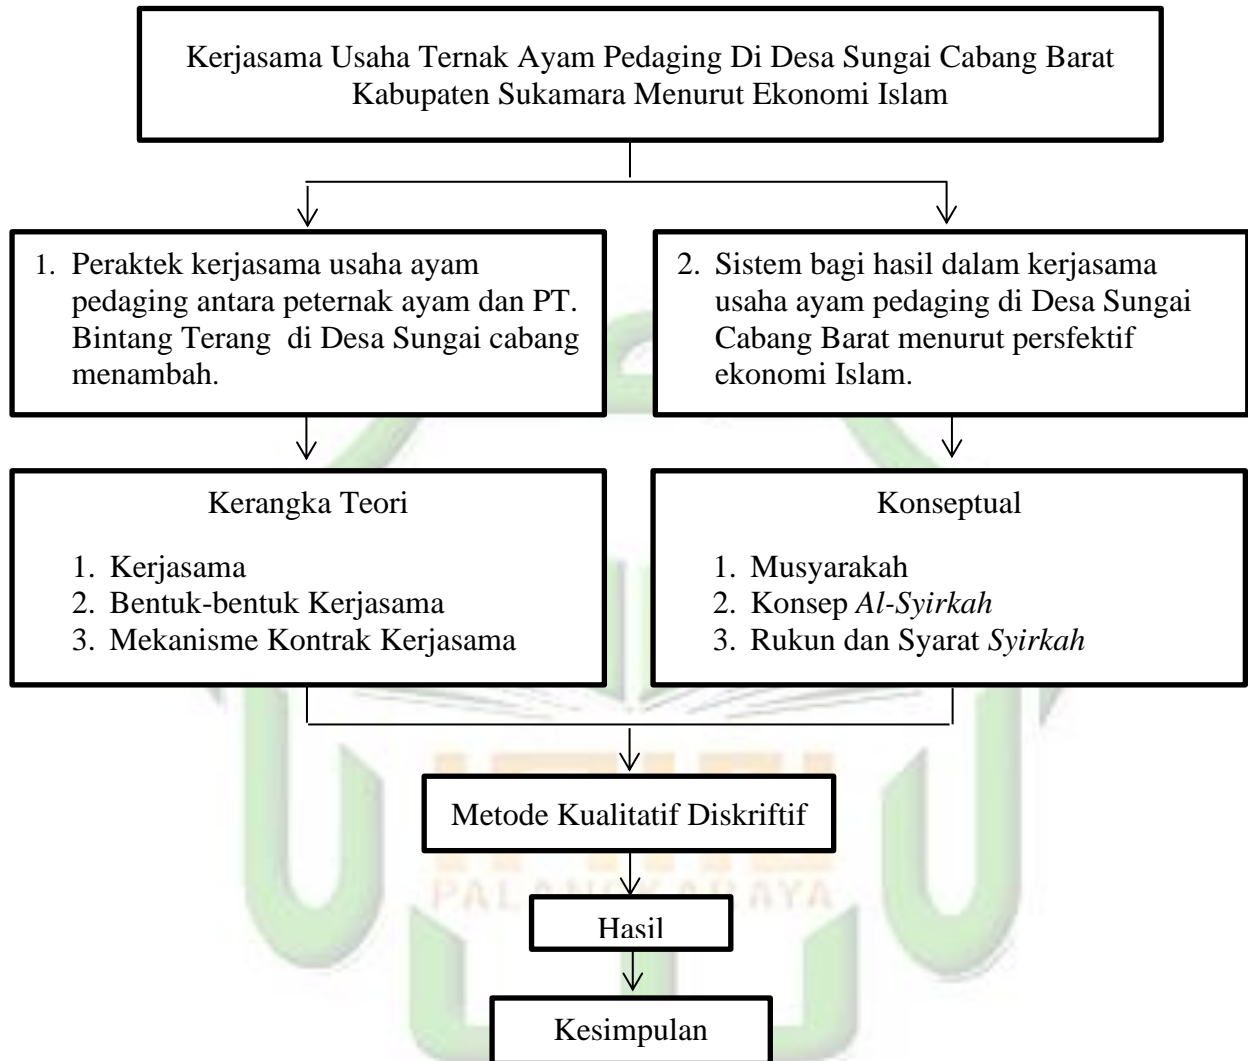 Kerjasama Usaha Ternak Ayam Pedaging Di Desa Sungai Cabang Barat
Kabupaten Sukamara Menurut Ekonomi Islam
1. Peraktek kerjasama usaha ayam
pedaging antara peternak ayam dan PT.
Bintang Terang di Desa Sungai cabang
menambah.
2. Sistem bagi hasil dalam kerjasama
usaha ayam pedaging di Desa Sungai
Cabang Barat menurut persfektif
ekonomi Islam.
Kerangka Teori
1. Kerjasama
2. Bentuk-bentuk Kerjasama
3. Mekanisme Kontrak Kerjasama
Konseptual
1. Musyarakah
2. Konsep Al-Syirkah
3. Rukun dan Syarat Syirkah
Metode Kualitatif Diskriftif
PALANGKARAYA
Hasil
Kesimpulan